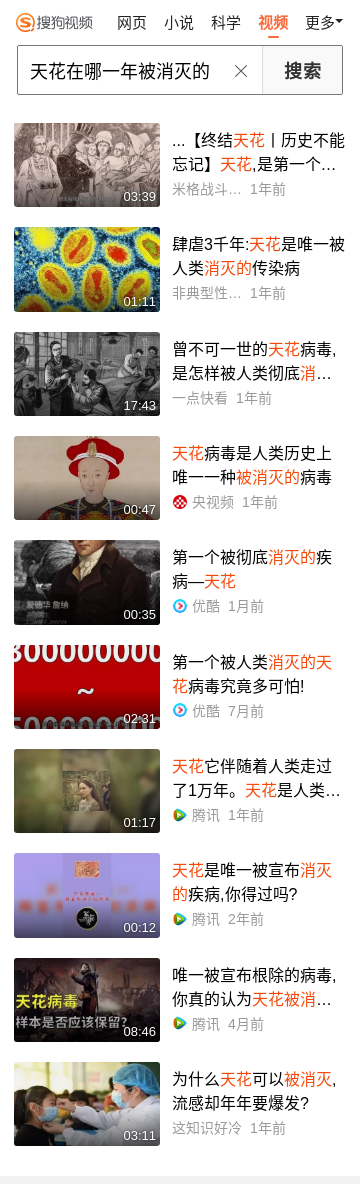 搜狗视频 网页 小说 科学 视频 更多
天花在哪一年被消灭的 搜索
...【终结天花丨历史不能
忘记】天花,是第一个…
米格战斗… 1年前
03:39
肆虐3千年:天花是唯一被
人类消灭的传染病
非典型性… 1年前
01:11
曾不可一世的天花病毒,
是怎样被人类彻底消…
一点快看 1年前
17:43
天花病毒是人类历史上
唯一一种被消灭的病毒
央视频 1年前
00:47
第一个被彻底消灭的疾
病—天花
优酷 1月前
爱德华 詹纳
00:35
第一个被人类消灭的天
花病毒究竟多可怕!
优酷 7月前
300000000
~
500000000
02:31
天花它伴随着人类走过
了1万年。天花是人类…
腾讯 1年前
01:17
天花是唯一被宣布消灭
的疾病,你得过吗?
腾讯 2年前
00:12
唯一被宣布根除的病毒,
你真的认为天花被消…
腾讯 4月前
天花病毒
样本是否应该保留?
08:46
为什么天花可以被消灭,
流感却年年要爆发?
这知识好冷 1年前
03:11